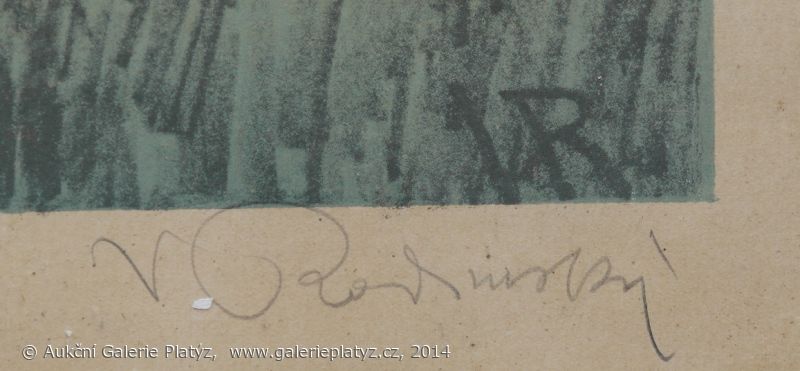 VR
V. Radimský
© Aukční Galerie Platýz, www.galerieplatyz.cz, 2014